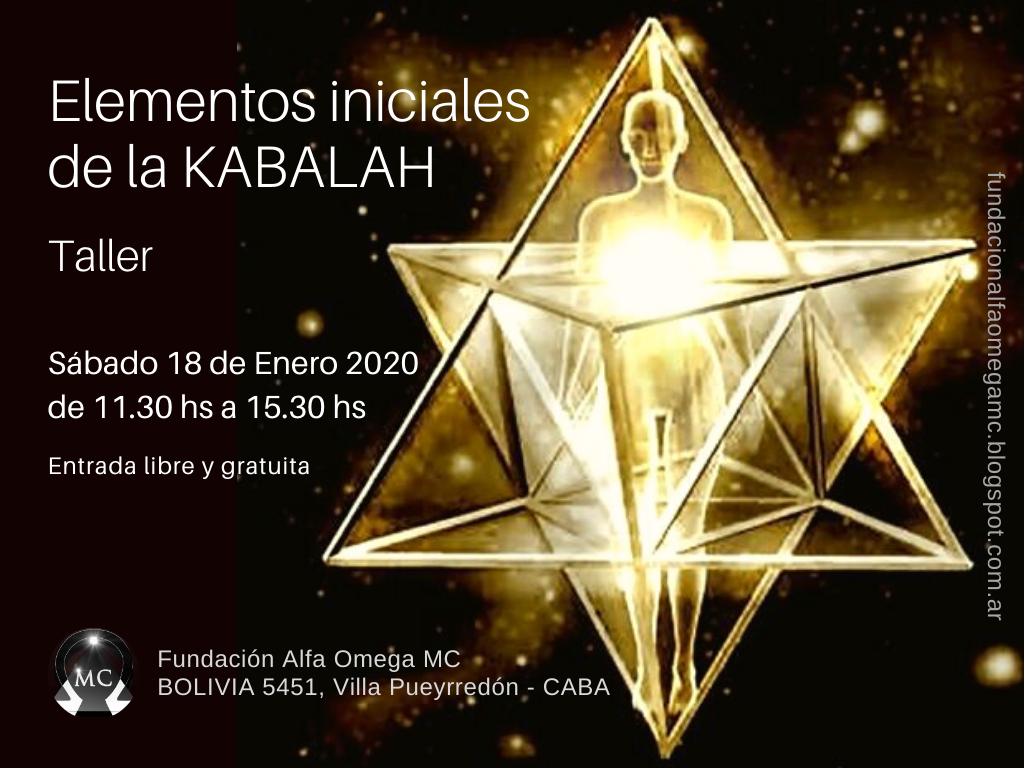 Elementos iniciales
de la KABALAH
Taller
Sábado 18 de Enero 2020
de 11.30 hs a 15.30 hs
Entrada libre y gratuita
MC
Fundación Alfa Omega MC
BOLIVIA 5451, Villa Pueyrredón - CABA
fundacionalfaomegamc.blogspot.com.ar